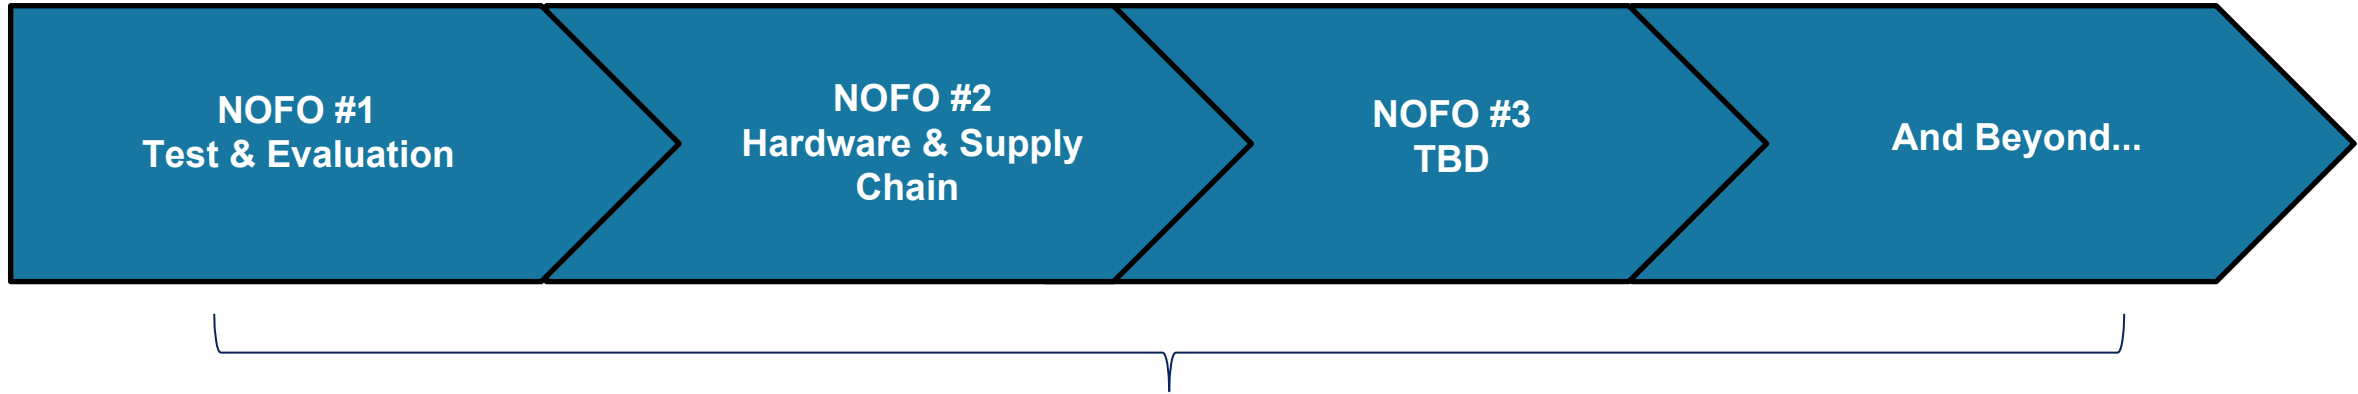 NOFO #1
Test & Evaluation
NOFO #2
Hardware & Supply
Chain
NOFO #3
TBD
And Beyond...